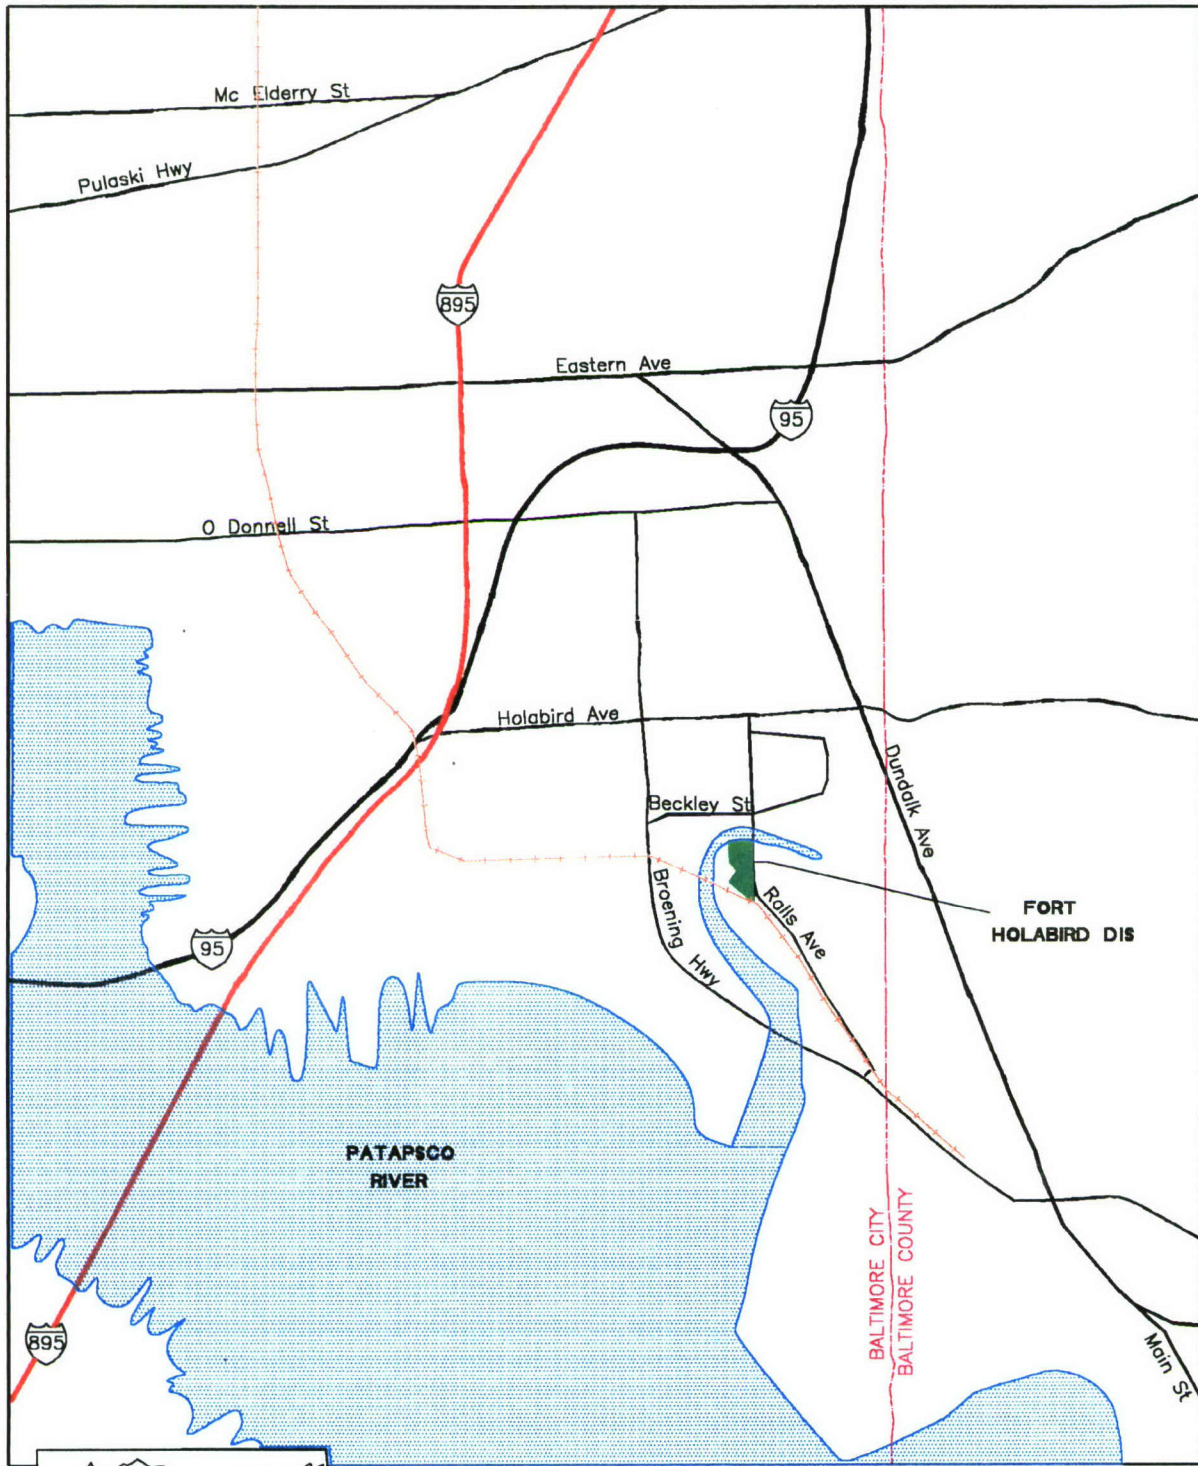 Mc Elderry St
Pulaski Hwy
895
Eastern Ave
95
O Donnell St
Holabird Ave
Dundalk Ave
Beckley St
Broening Hwy
Ralls Ave
FORT
HOLABIRD DIS
95
PATAPSCO
RIVER
BALTIMORE CITY
BALTIMORE COUNTY
895
Main St